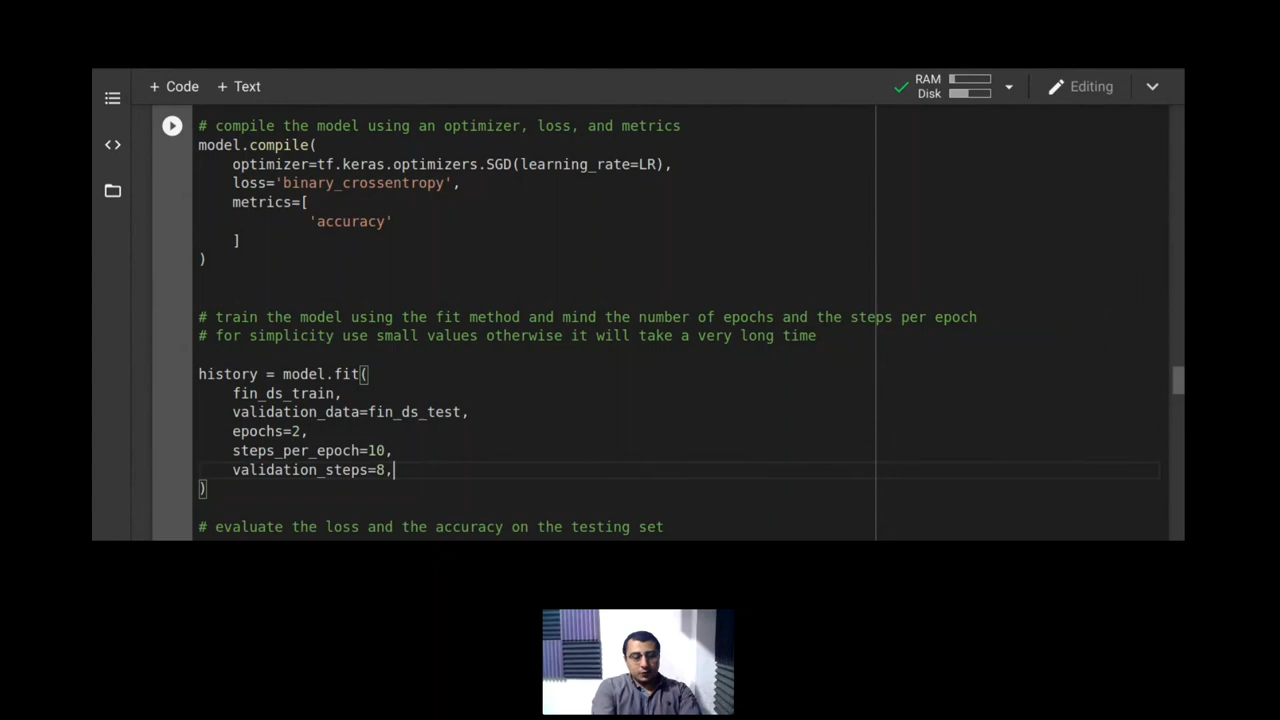 + Code + Text
RAM
Disk
Editing
# compile the model using an optimizer, loss, and metrics
model.compile(
optimizer=tf.keras.optimizers.SGD(learning_rate=LR),
loss='binary_crossentropy',
metrics=[
'accuracy'
]
)
# train the model using the fit method and mind the number of epochs and the steps per epoch
# for simplicity use small values otherwise it will take a very long time
history = model.fit(
fin_ds_train,
validation_data=fin_ds_test,
epochs=2,
steps_per_epoch=10,
validation_steps=8,
)
# evaluate the loss and the accuracy on the testing set